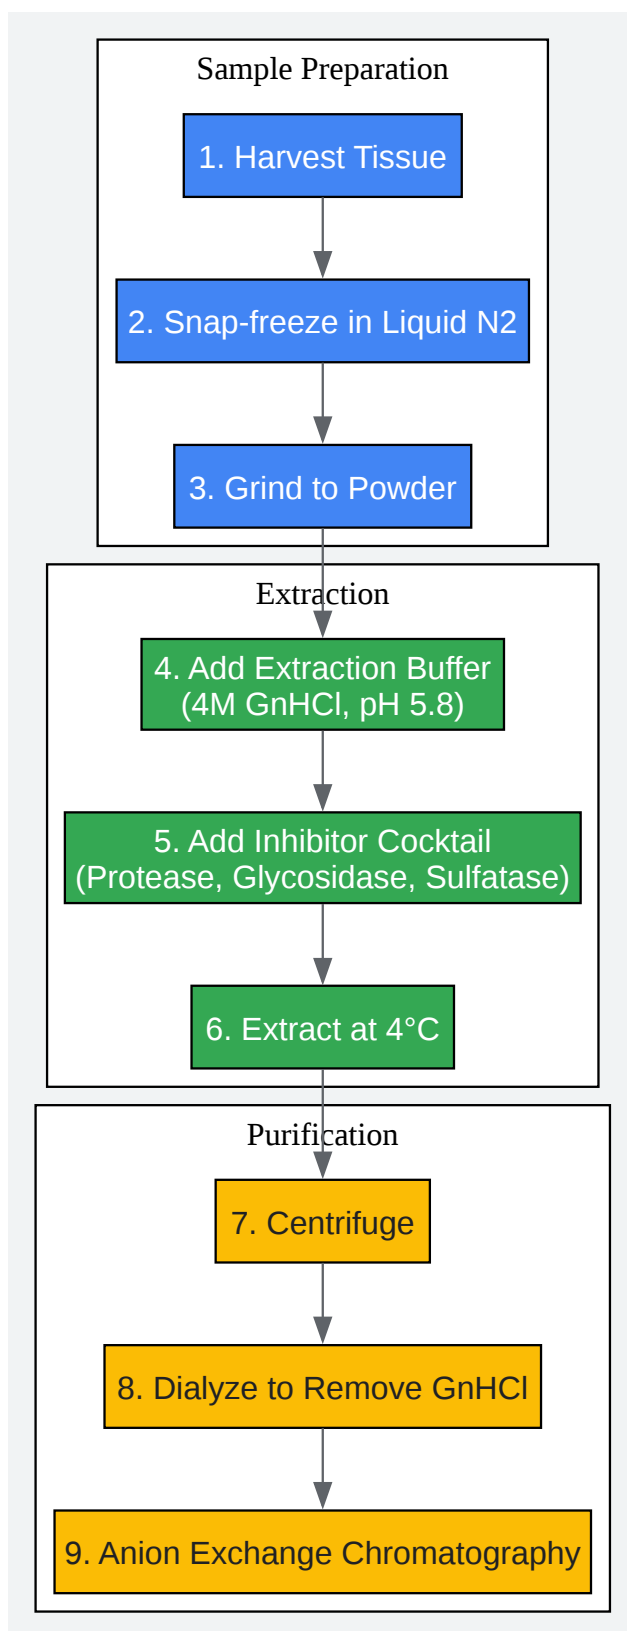 Sample Preparation
1. Harvest Tissue
2. Snap-freeze in Liquid N2
3. Grind to Powder
Extraction
4. Add Extraction Buffer
(4M GnHCl, pH 5.8)
5. Add Inhibitor Cocktail
(Protease, Glycosidase, Sulfatase)
6. Extract at 4°C
Purification
7. Centrifuge
8. Dialyze to Remove GnHCl
9. Anion Exchange Chromatography